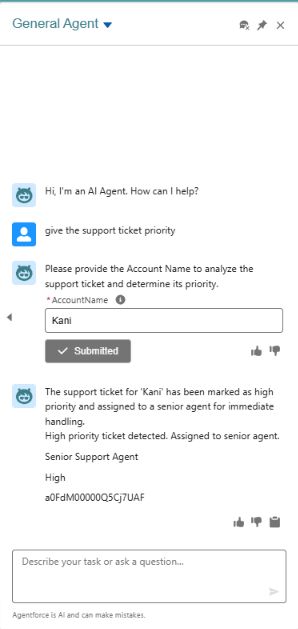 General Agent
Hi, I'm an AI Agent. How can I help?
give the support ticket priority
Please provide the Account Name to analyze the
support ticket and determine its priority.
* AccountName
Kani
Submitted
The support ticket for 'Kani' has been marked as high
priority and assigned to a senior agent for immediate
handling.
High priority ticket detected. Assigned to senior agent.
Senior Support Agent
High
a0FdM00000Q5Cj7UAF
Describe your task or ask a question...
Agentforce is AI and can make mistakes.